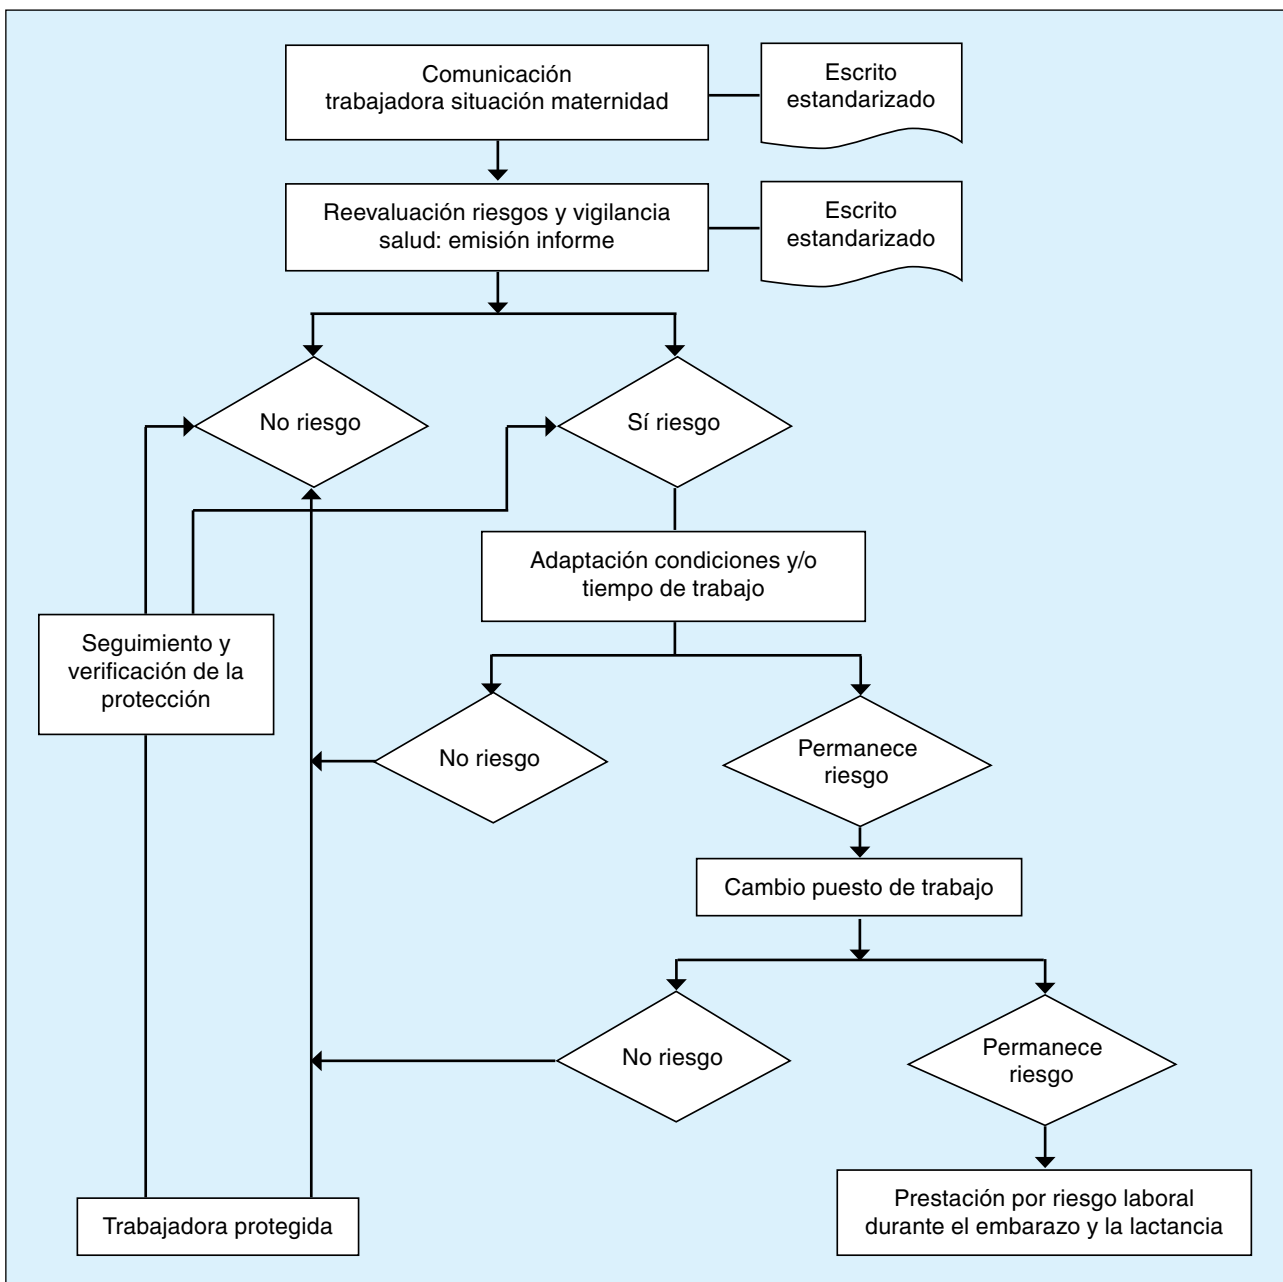 Comunicación
trabajadora situación maternidad
Escrito
estandarizado
Reevaluación riesgos y vigilancia
salud: emisión informe
Escrito
estandarizado
No riesgo
Sí riesgo
Adaptación condiciones y/o
tiempo de trabajo
Seguimiento y
verificación de la
protección
No riesgo
Permanece
riesgo
Cambio puesto de trabajo
No riesgo
Permanece
riesgo
Trabajadora protegida
Prestación por riesgo laboral
durante el embarazo y la lactancia